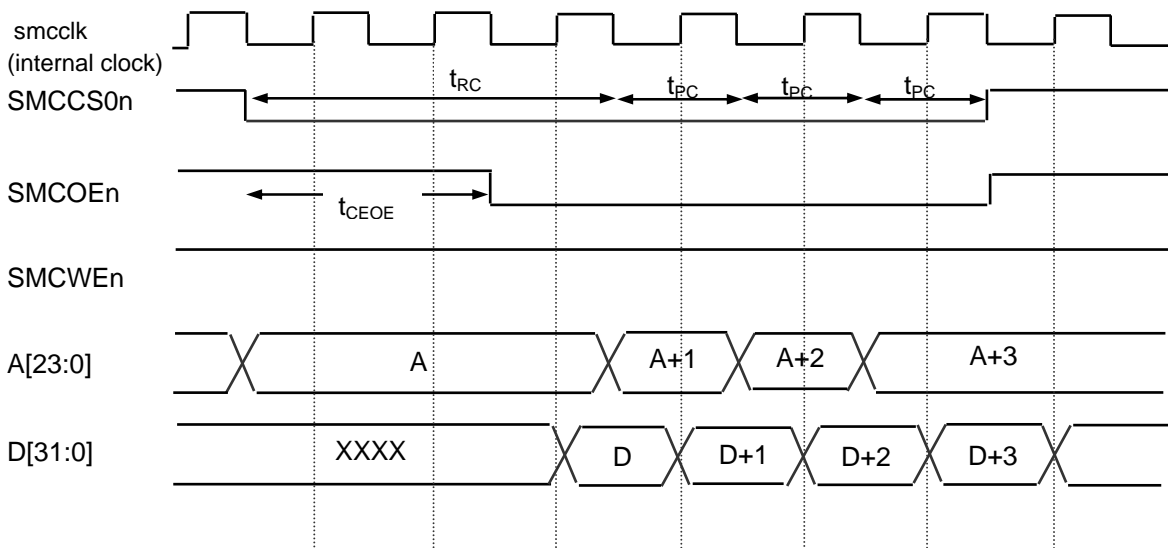 smcclk
(internal clock)
SMCCS0n
tRC
tPC
tPC
tPC
SMCOEn
tCEOE
SMCWEn
A[23:0]
A
A+1
A+2
A+3
D[31:0]
XXXX
D
D+1
D+2
D+3